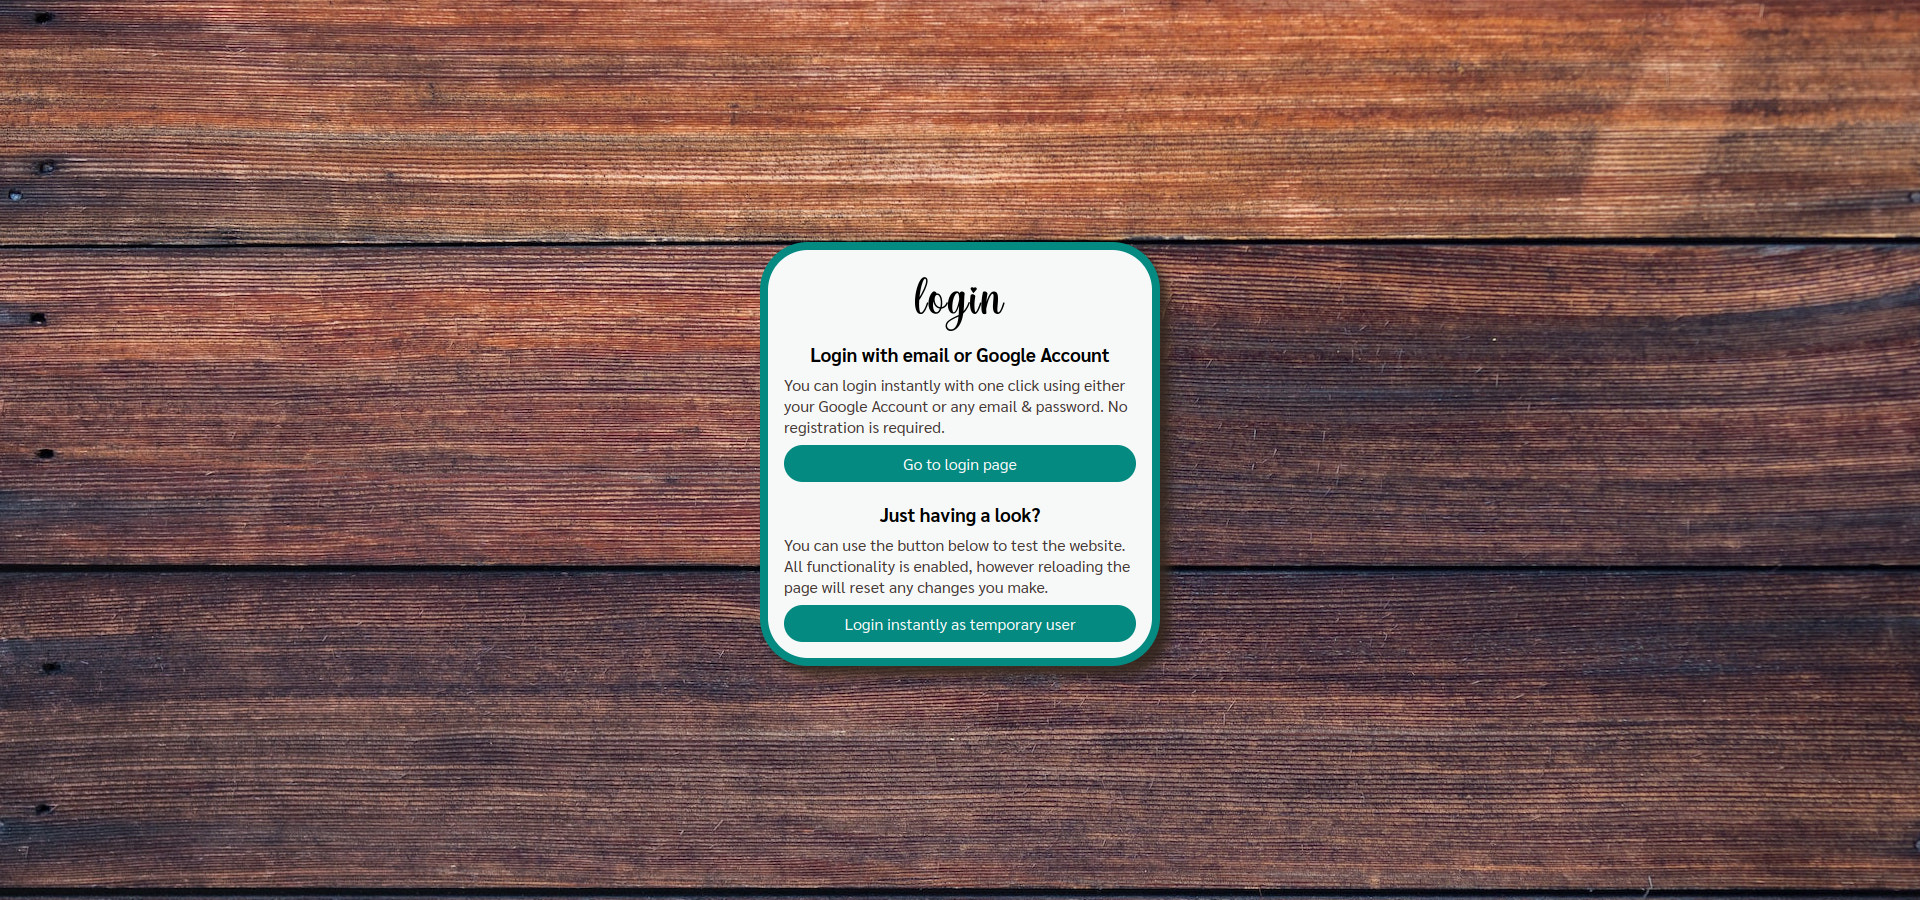 login
Login with email or Google Account
You can login instantly with one click using either
your Google Account or any email & password. No
registration is required.
Go to login page
Just having a look?
You can use the button below to test the website.
All functionality is enabled, however reloading the
page will reset any changes you make.
Login instantly as temporary user